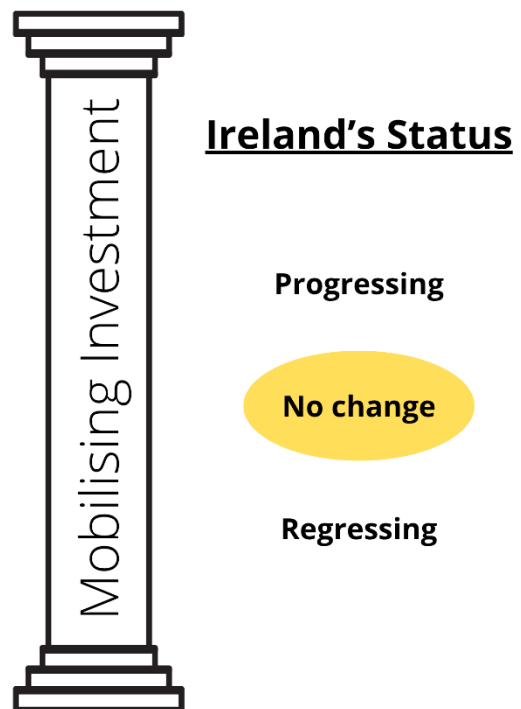 Mobilising Investment
Ireland’s Status
Progressing
No change
Regressing